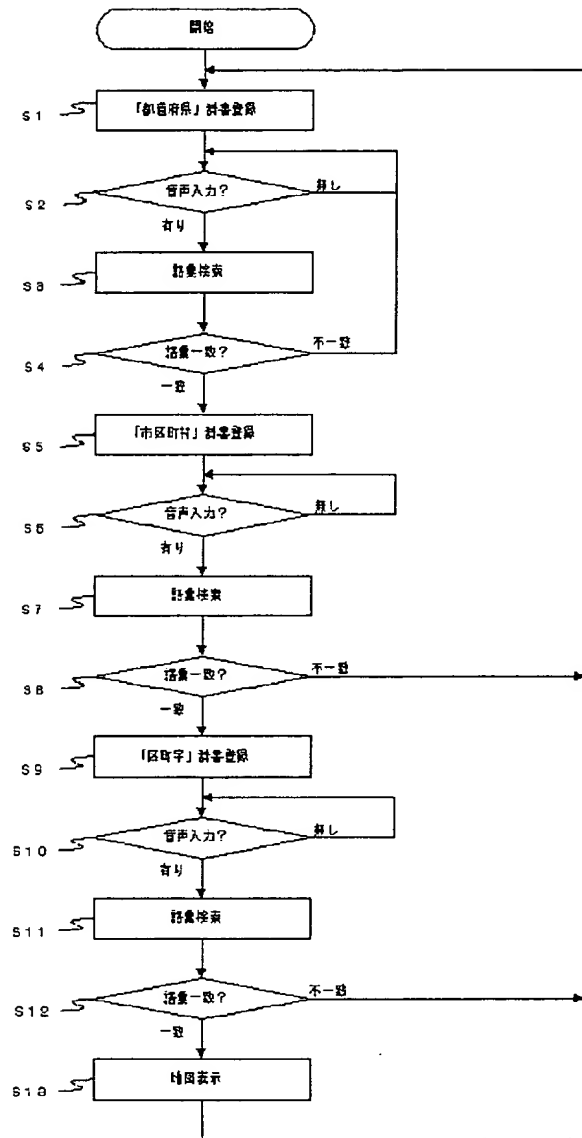 開始
S1
「都道府県」辞書登録
S2
音声入力?
無し
有り
S3
語彙検索
S4
語彙一致?
不一致
一致
S5
「市区町村」辞書登録
S6
音声入力?
無し
有り
S7
語彙検索
S8
語彙一致?
不一致
一致
S9
「区町字」辞書登録
S10
音声入力?
無し
有り
S11
語彙検索
S12
語彙一致?
不一致
一致
S13
地図表示